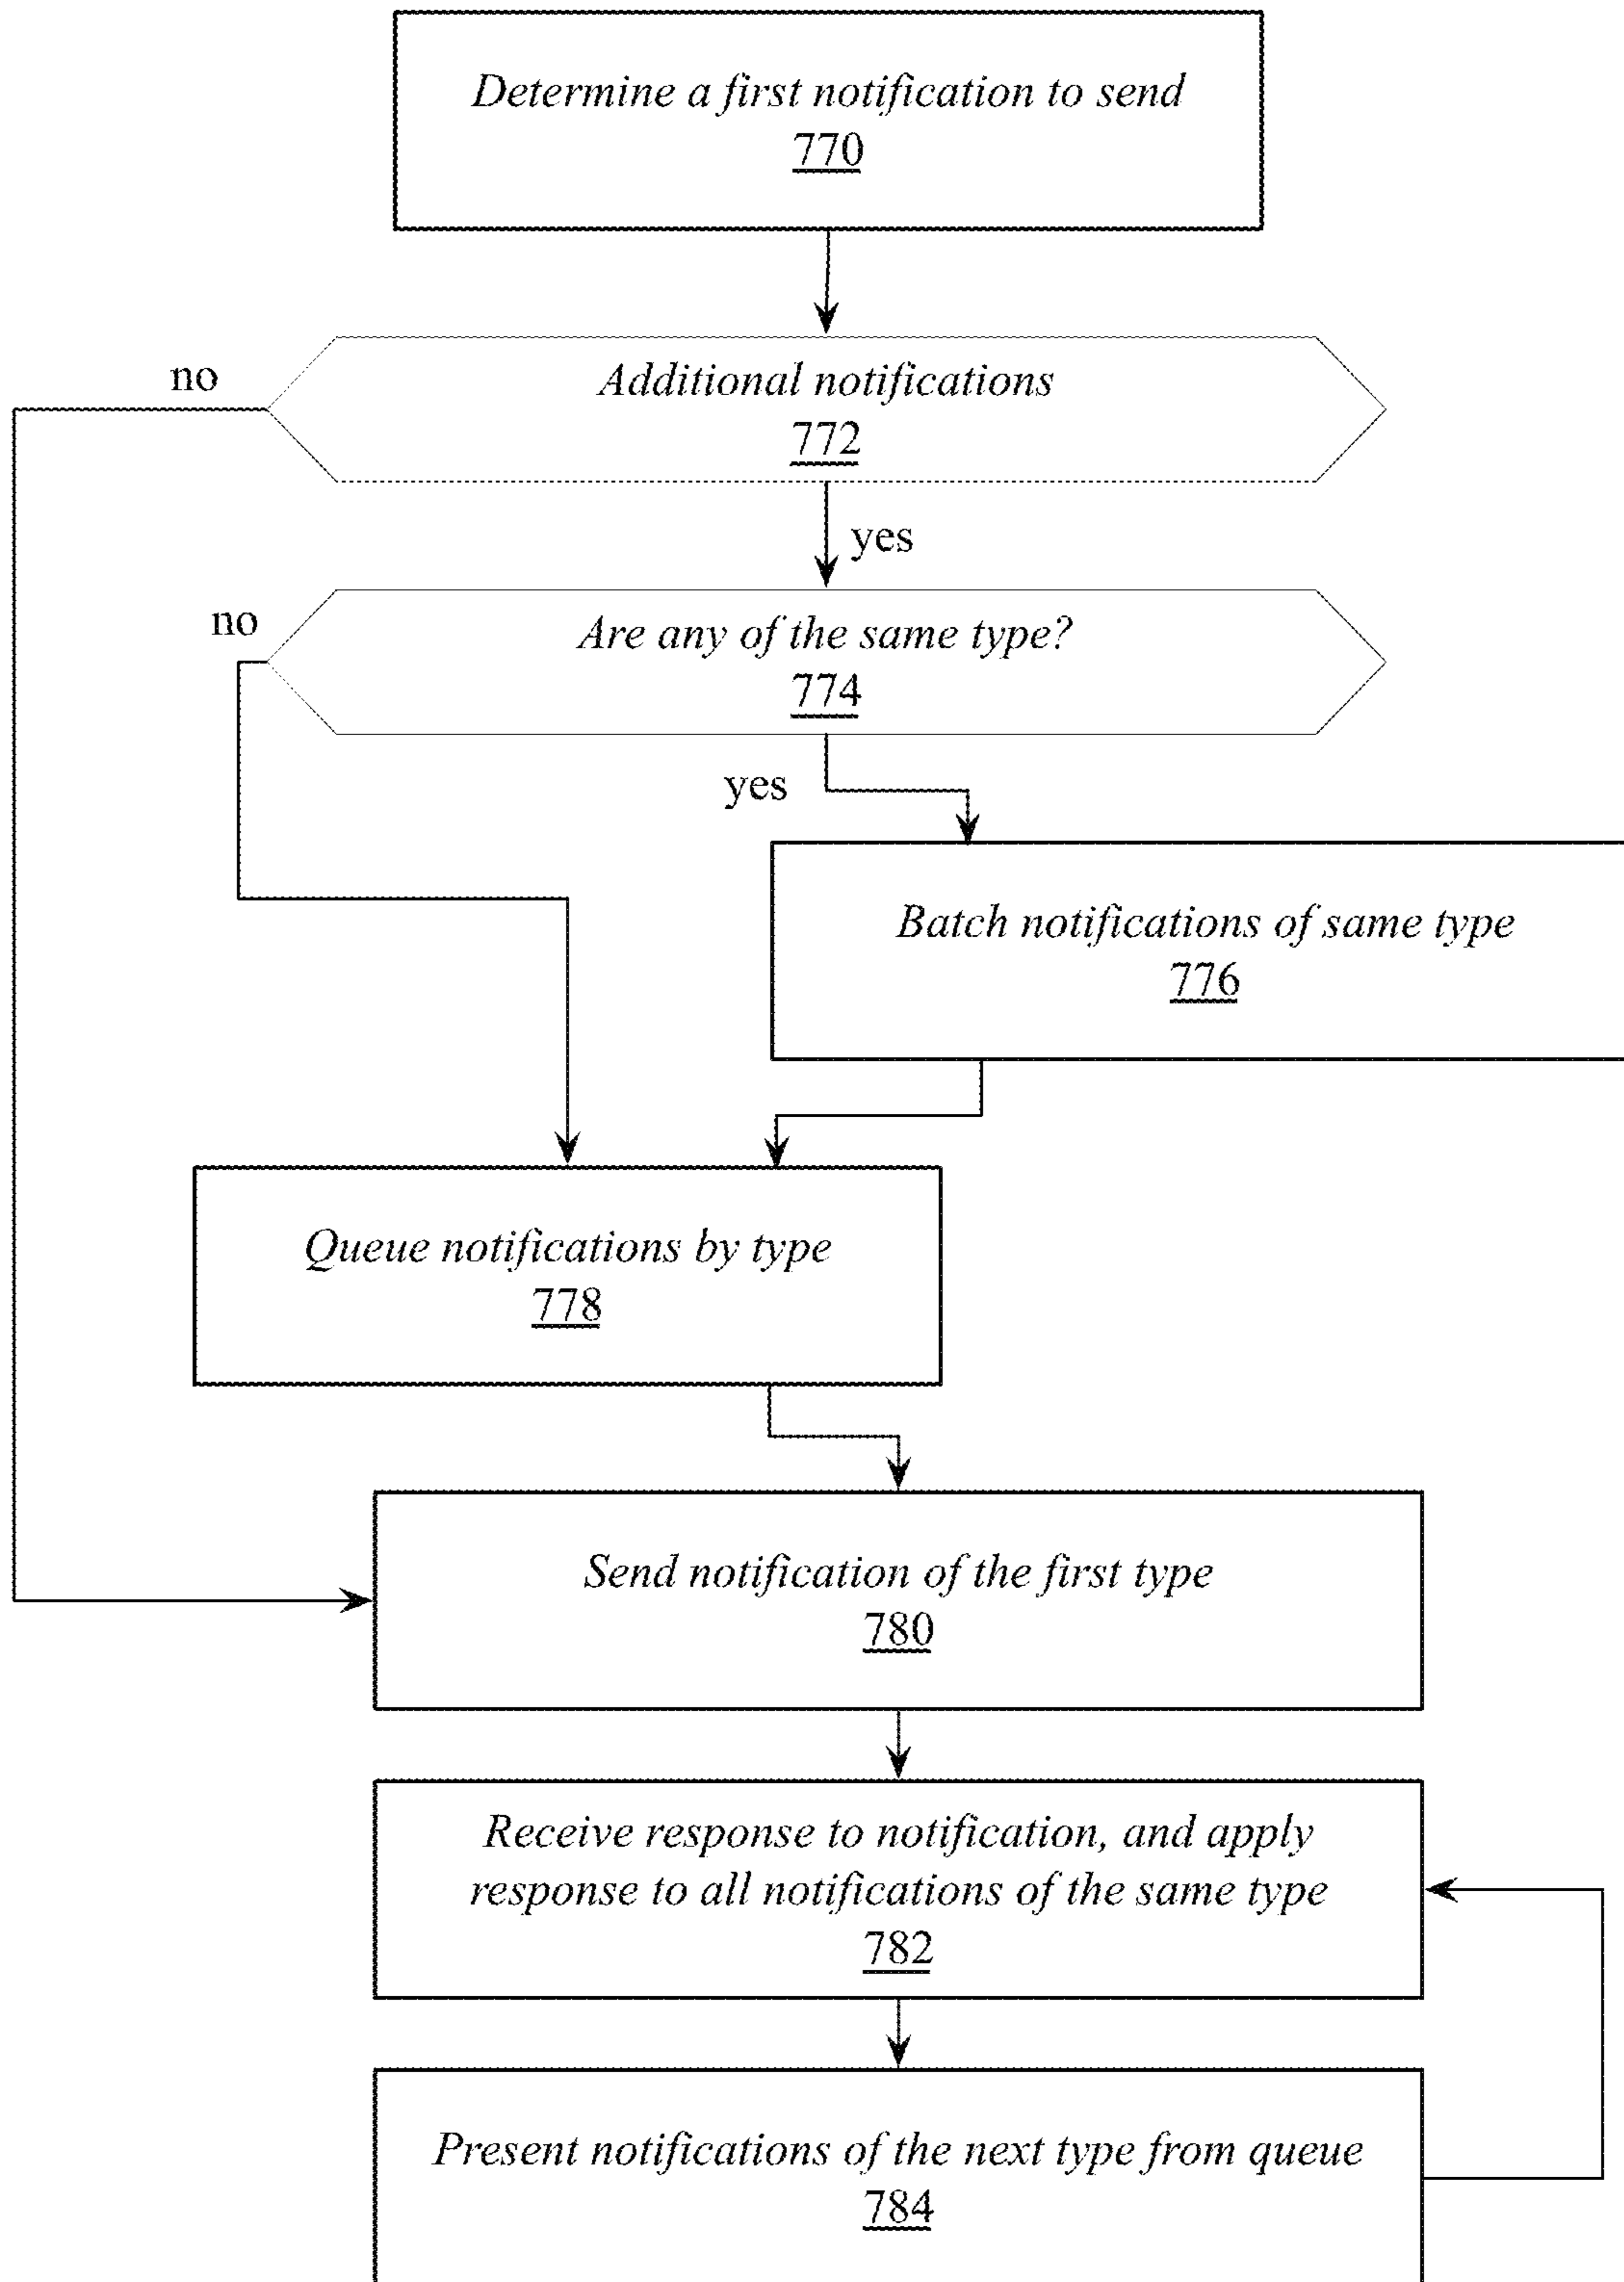 Determine a first notification to send
770
no
Additional notifications
772
yes
no
Are any of the same type?
774
yes
Batch notifications of same type
776
Queue notifications by type
778
Send notification of the first type
780
Receive response to notification, and apply
response to all notifications of the same type
782
Present notifications of the next type from queue
784